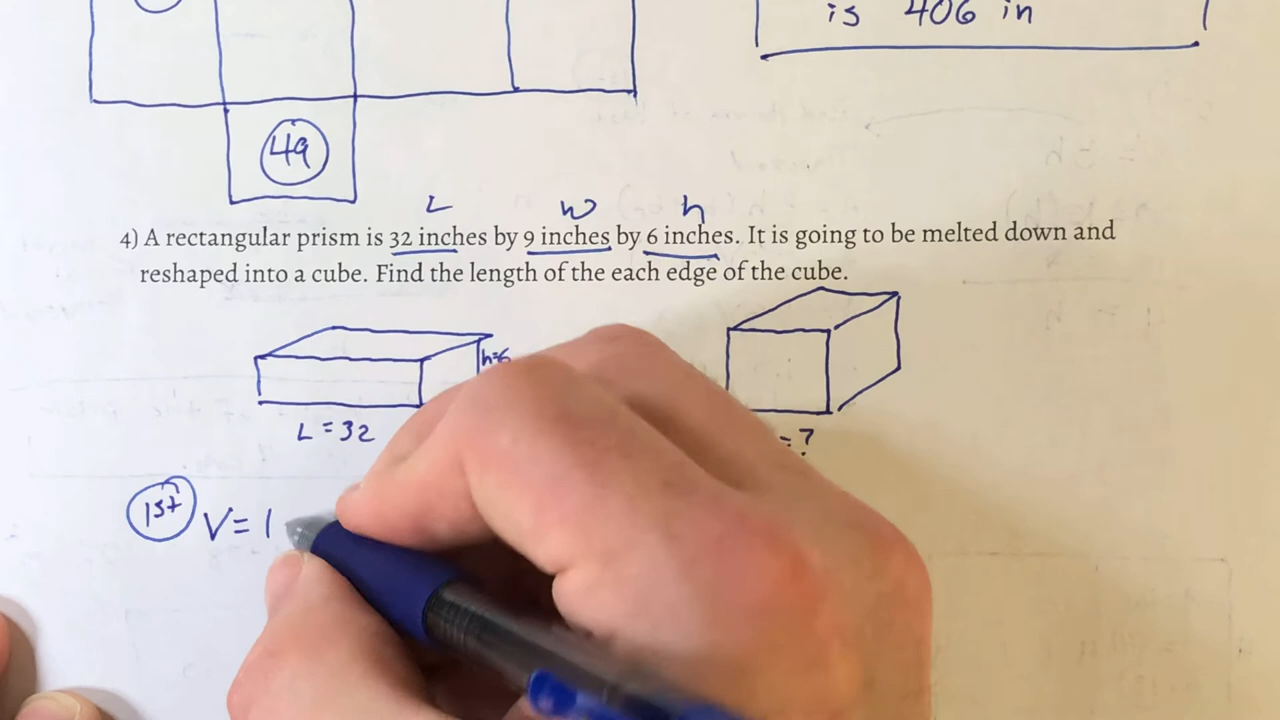 is 406 in
49
L w h
4) A rectangular prism is 32 inches by 9 inches by 6 inches. It is going to be melted down and
reshaped into a cube. Find the length of the each edge of the cube.
h=6
L = 32
= ?
1st V = l